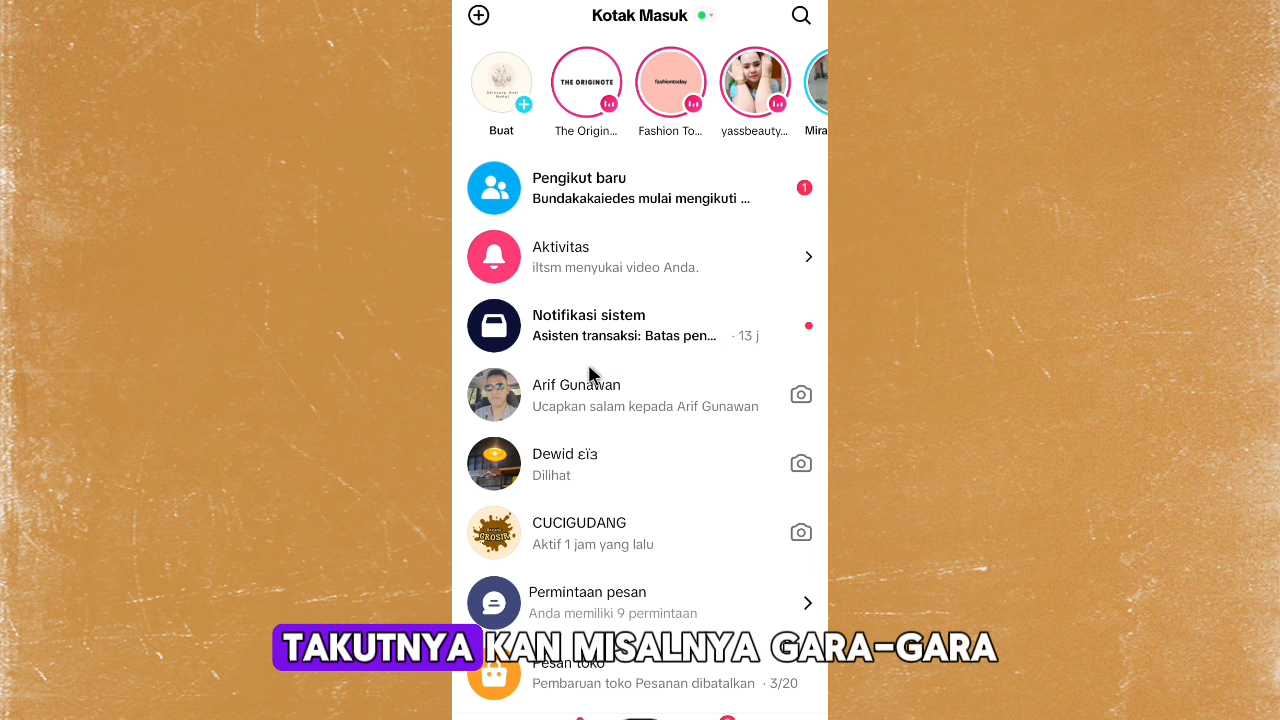 Kotak Masuk
THE ORIGINOTE
fashiontoday
Buat
The Origin...
Fashion To...
yassbeauty...
Mira
Pengikut baru
Bundakakaiedes mulai mengikuti ...
1
Aktivitas
iltsm menyukai video Anda.
Notifikasi sistem
Asisten transaksi: Batas pen... · 13 j
Arif Gunawan
Ucapkan salam kepada Arif Gunawan
Dewid εïз
Dilihat
GROSIR
CUCIGUDANG
Aktif 1 jam yang lalu
Permintaan pesan
Anda memiliki 9 permintaan
TAKUTNYA KAN MISALNYA GARA-GARA
Pesan toko
Pembaruan toko Pesanan dibatalkan · 3/20